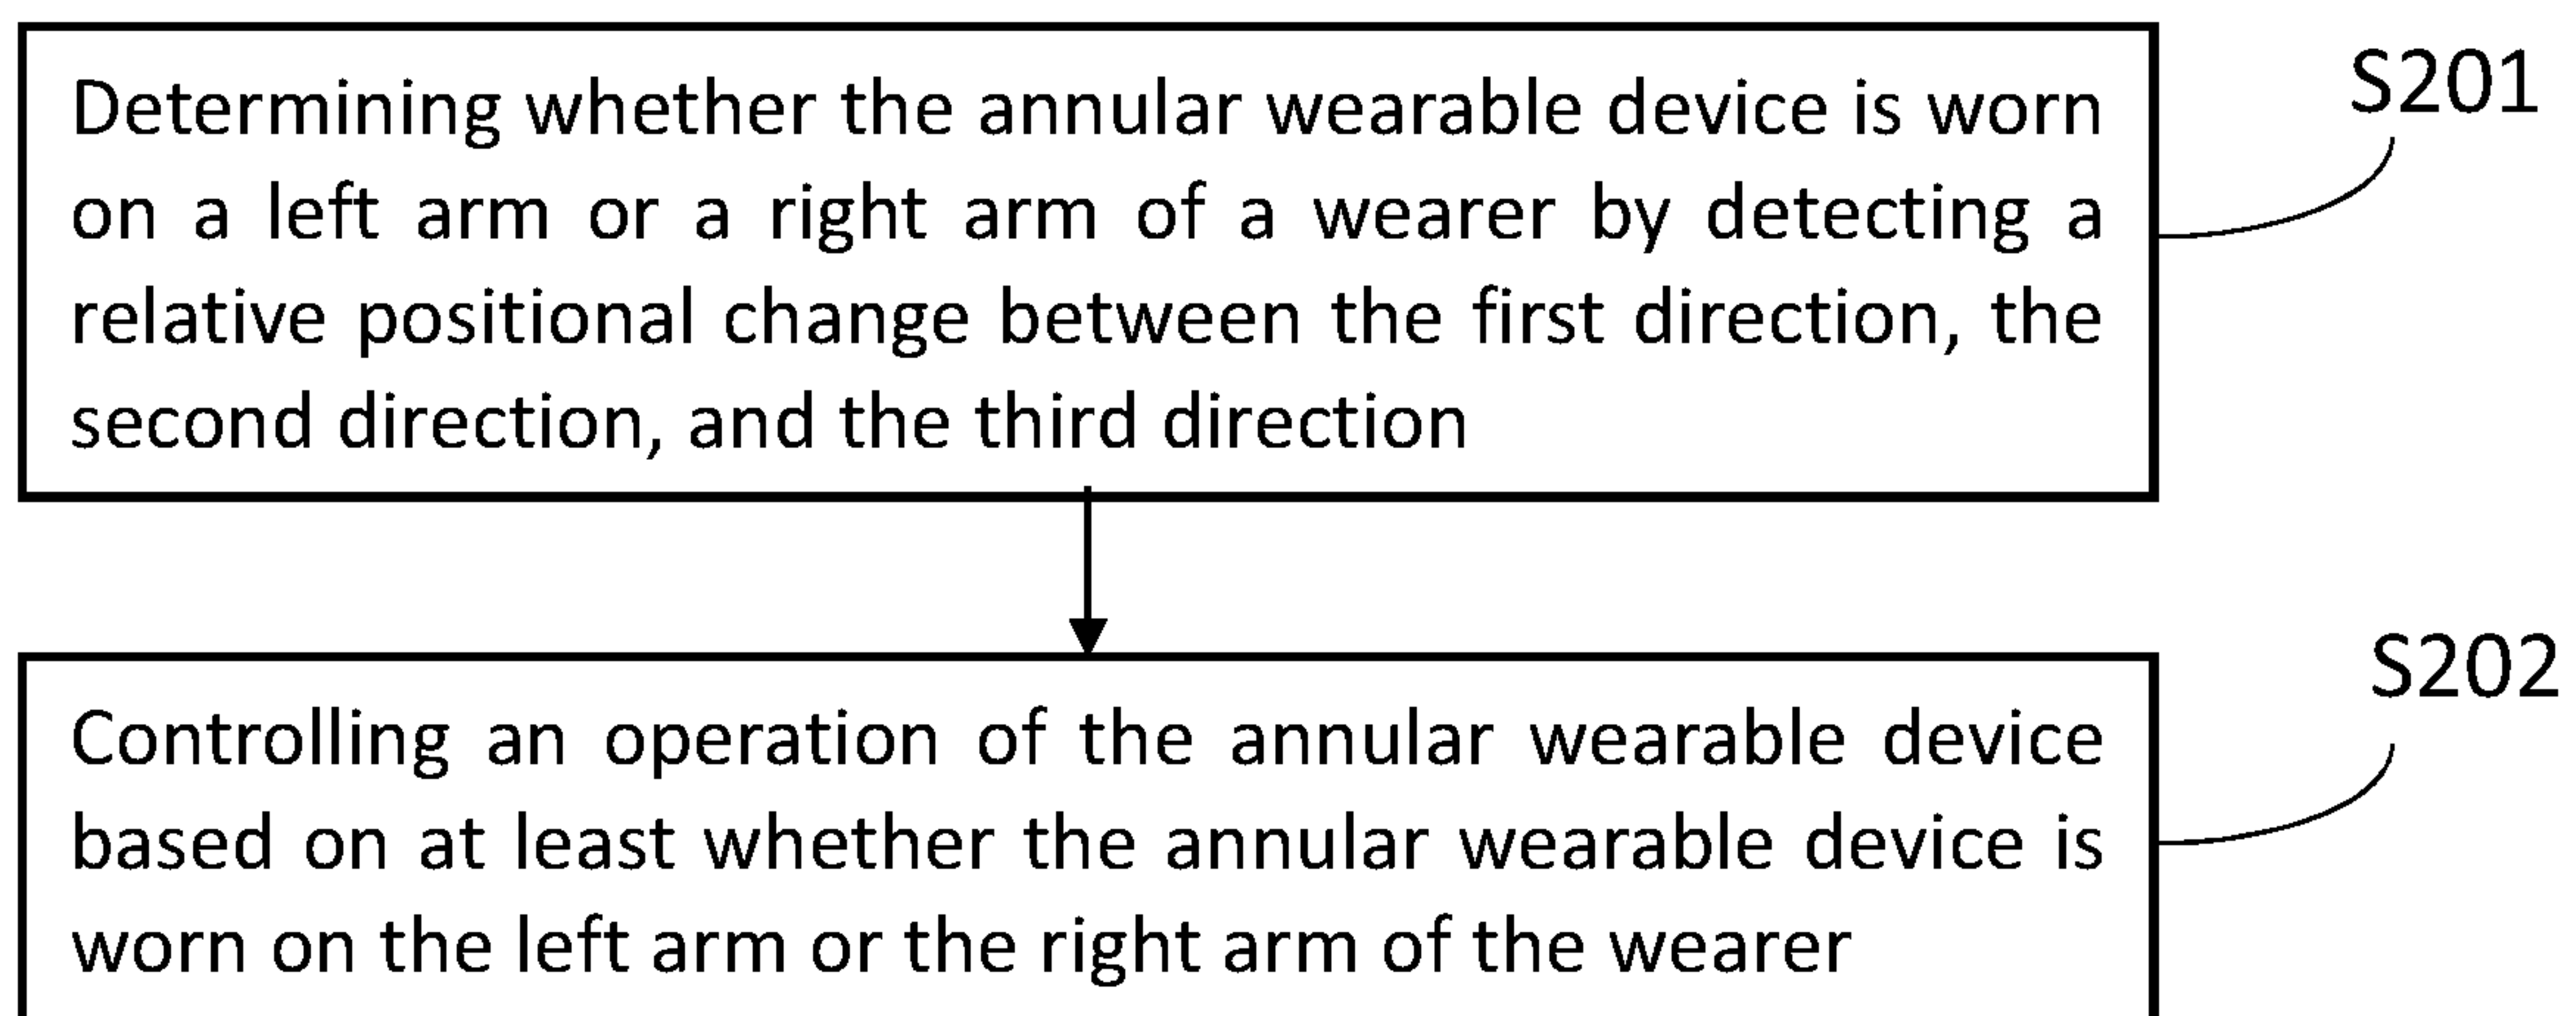 Determining whether the annular wearable device is worn
on a left arm or a right arm of a wearer by detecting a
relative positional change between the first direction, the
second direction, and the third direction
S201
Controlling an operation of the annular wearable device
based on at least whether the annular wearable device is
worn on the left arm or the right arm of the wearer
S202